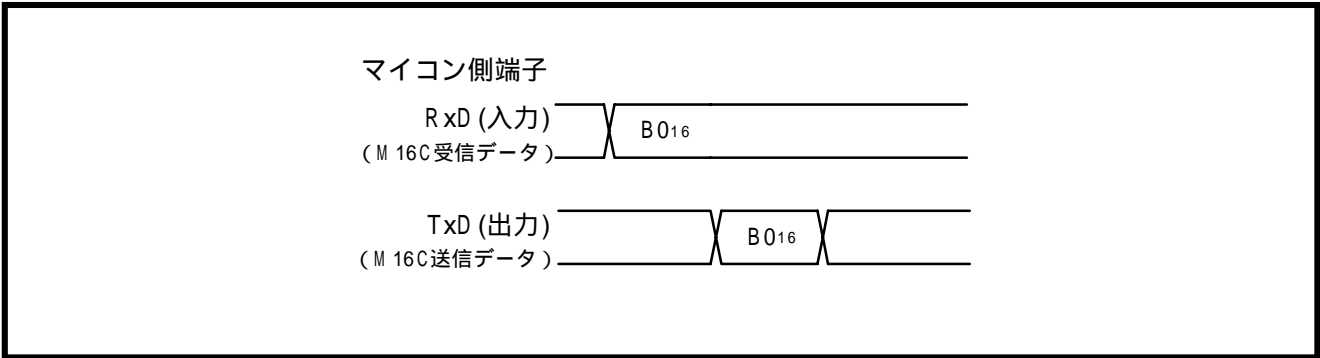 マイコン側端子
RxD (入力)
B016
(M16C受信データ)
TxD (出力)
B016
(M16C送信データ)